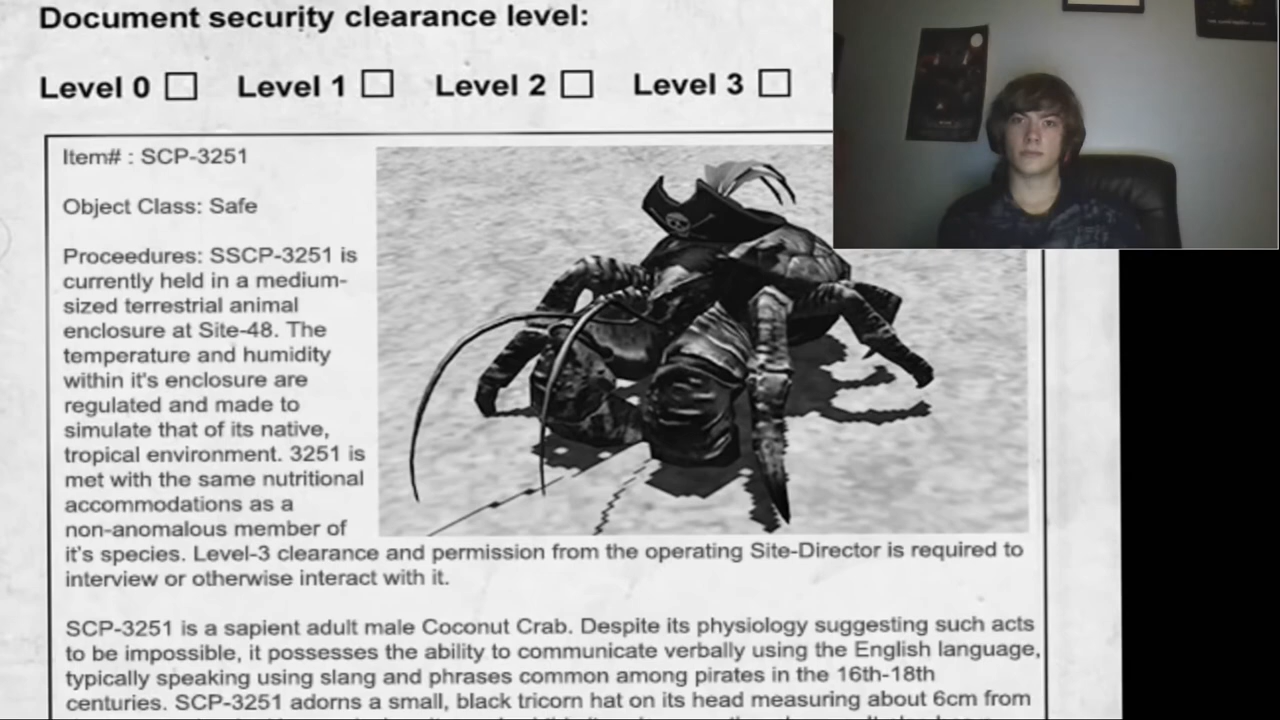 Document security clearance level:
Level 0 Level 1 Level 2 Level 3
Item# : SCP-3251
Object Class: Safe
Proceedures: SSCP-3251 is
currently held in a medium-
sized terrestrial animal
enclosure at Site-48. The
temperature and humidity
within it's enclosure are
regulated and made to
simulate that of its native,
tropical environment. 3251 is
met with the same nutritional
accommodations as a
non-anomalous member of
it's species. Level-3 clearance and permission from the operating Site-Director is required to
interview or otherwise interact with it.
SCP-3251 is a sapient adult male Coconut Crab. Despite its physiology suggesting such acts
to be impossible, it possesses the ability to communicate verbally using the English language,
typically speaking using slang and phrases common among pirates in the 16th-18th
centuries. SCP-3251 adorns a small, black tricorn hat on its head measuring about 6cm from